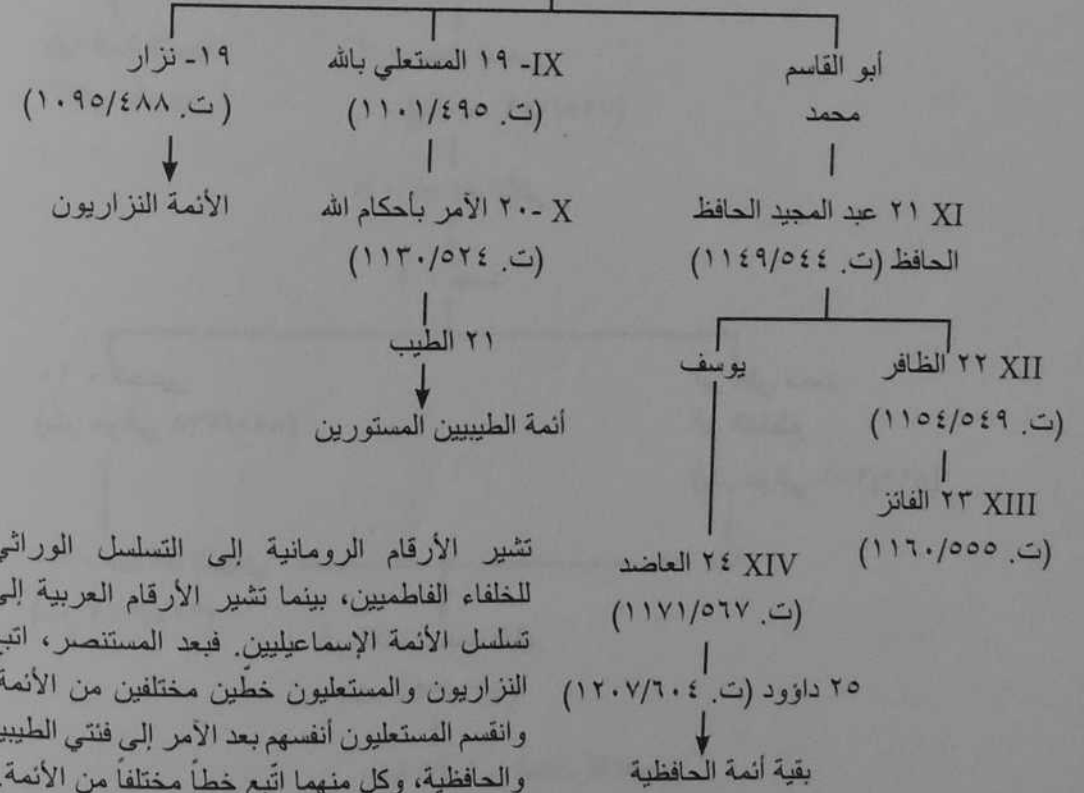 أبو القاسم
محمد
XI ٢١ عبد المجيد الحافظ
الحافظ (ت. ١١٤٩/٥٤٤)
XII ٢٢ الظافر
(ت. ١١٥٤/٥٤٩)
XIII ٢٣ الفائز
(ت. ١١٦٠/٥٥٥)
يوسف
XIV ٢٤ العاضد
(ت. ١١٧١/٥٦٧)
٢٥ داؤود (ت. ١٢٠٧/٦٠٤)
بقية أئمة الحافظية
IX- ١٩ المستعلي بالله
(ت. ١١٠١/٤٩٥)
X -٢٠ الآمر بأحكام الله
(ت. ١١٣٠/٥٢٤)
٢١ الطيب
أئمة الطيبيين المستورين
١٩- نزار
(ت. ١٠٩٥/٤٨٨)
الأئمة النزاريون
تشير الأرقام الرومانية إلى التسلسل الوراثي
للخلفاء الفاطميين، بينما تشير الأرقام العربية إلى
تسلسل الأئمة الإسماعيليين. فبعد المستنصر، اتبع
النزاريون والمستعليون خطّين مختلفين من الأئمة
وانقسم المستعليون أنفسهم بعد الآمر إلى فئتي الطيبية
والحافظية، وكل منهما اتّبع خطاً مختلفاً من الأئمة.